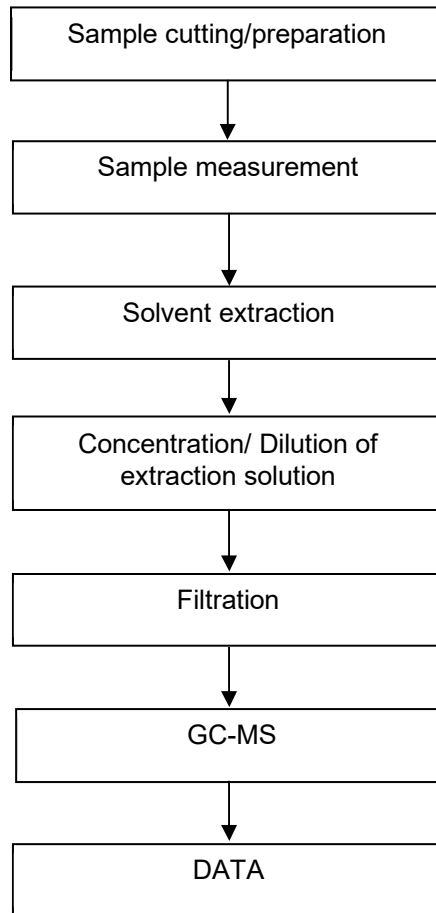 Sample cutting/preparation
Sample measurement
Solvent extraction
Concentration/ Dilution of
extraction solution
Filtration
GC-MS
DATA